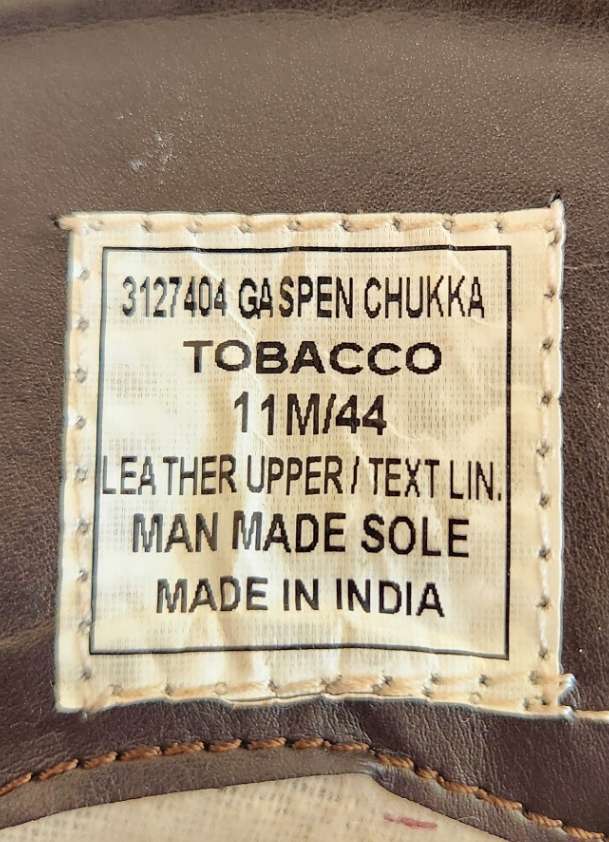 3127404 GASPEN CHUKKA
TOBACCO
11M/44
LEATHER UPPER / TEXT LIN.
MAN MADE SOLE
MADE IN INDIA